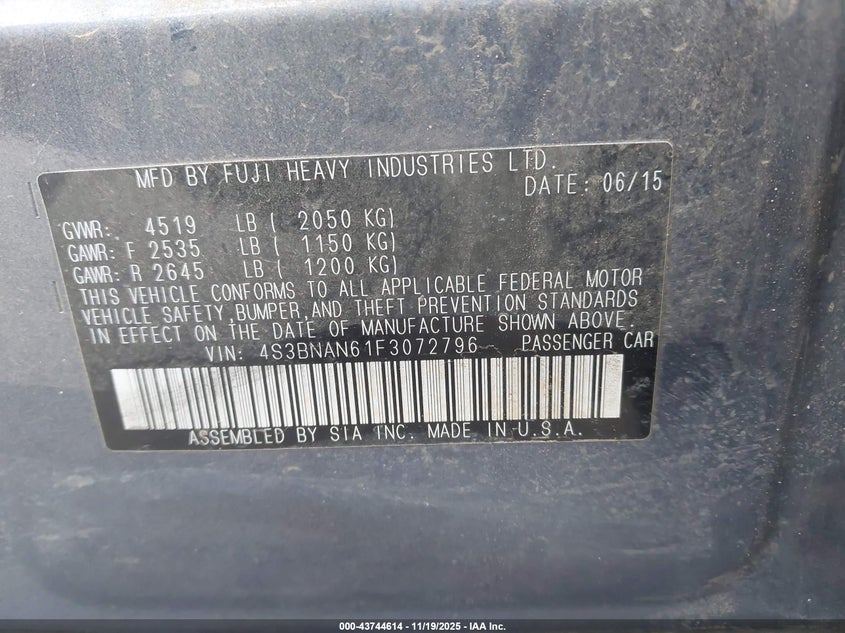 MFD BY FUJI HEAVY INDUSTRIES LTD.
DATE: 06/15
GVWR: 4519 LB ( 2050 KG)
GAWR: F 2535 LB ( 1150 KG)
GAWR: R 2645 LB ( 1200 KG)
THIS VEHICLE CONFORMS TO ALL APPLICABLE FEDERAL MOTOR
VEHICLE SAFETY, BUMPER, AND THEFT PREVENTION STANDARDS
IN EFFECT ON THE DATE OF MANUFACTURE SHOWN ABOVE.
VIN: 4S3BNAN61F3072796 PASSENGER CAR
ASSEMBLED BY SIA INC. MADE IN U.S.A.
000-43744614 - 11/19/2025 - IAA Inc.